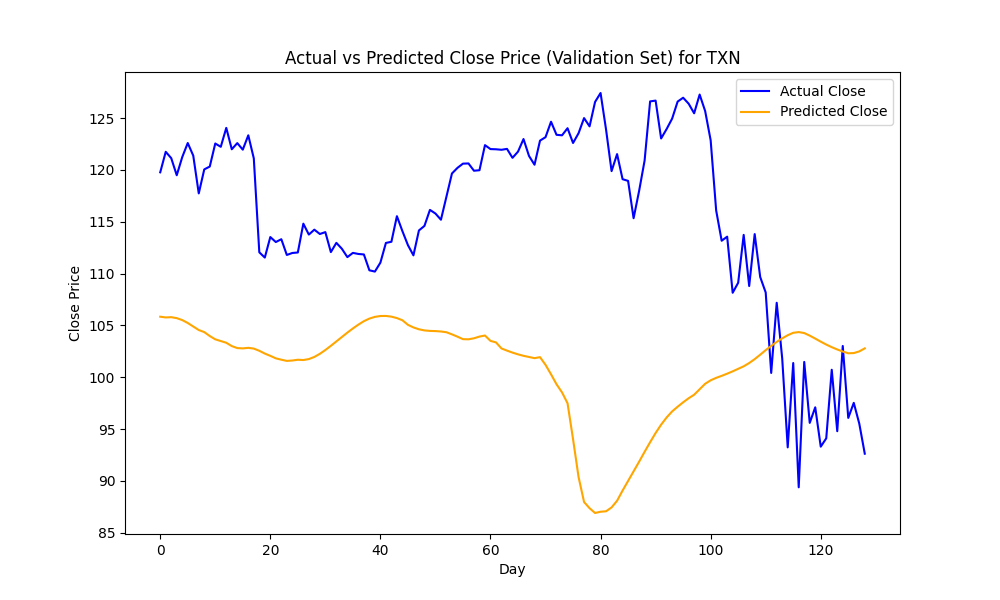 Actual vs Predicted Close Price (Validation Set) for TXN
Actual Close
Predicted Close
125
120
115
110
105
100
95
90
85
Close Price
0 20 40 60 80 100 120
Day